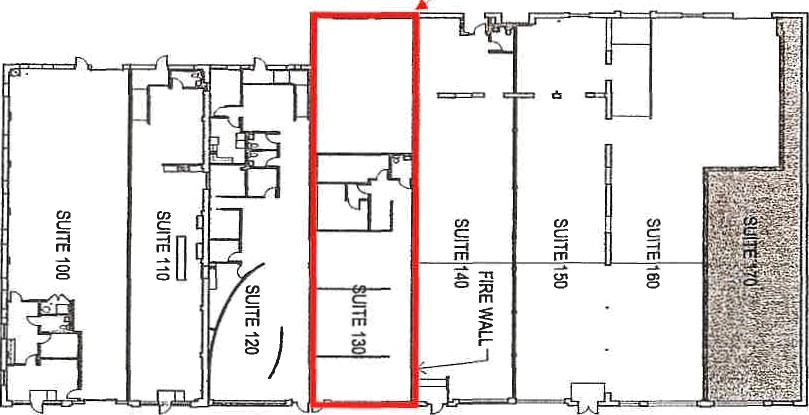 SUITE 100
SUITE 110
SUITE 120
SUITE 130
SUITE 140
FIRE WALL
SUITE 150
SUITE 160
SUITE 170